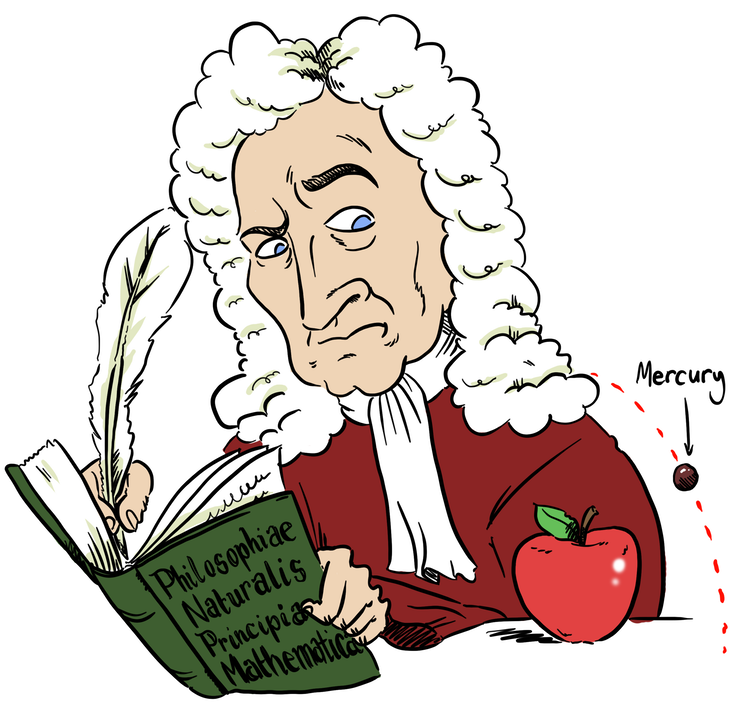 Mercury
Philosophiae
Naturalis
Principia
Mathematica